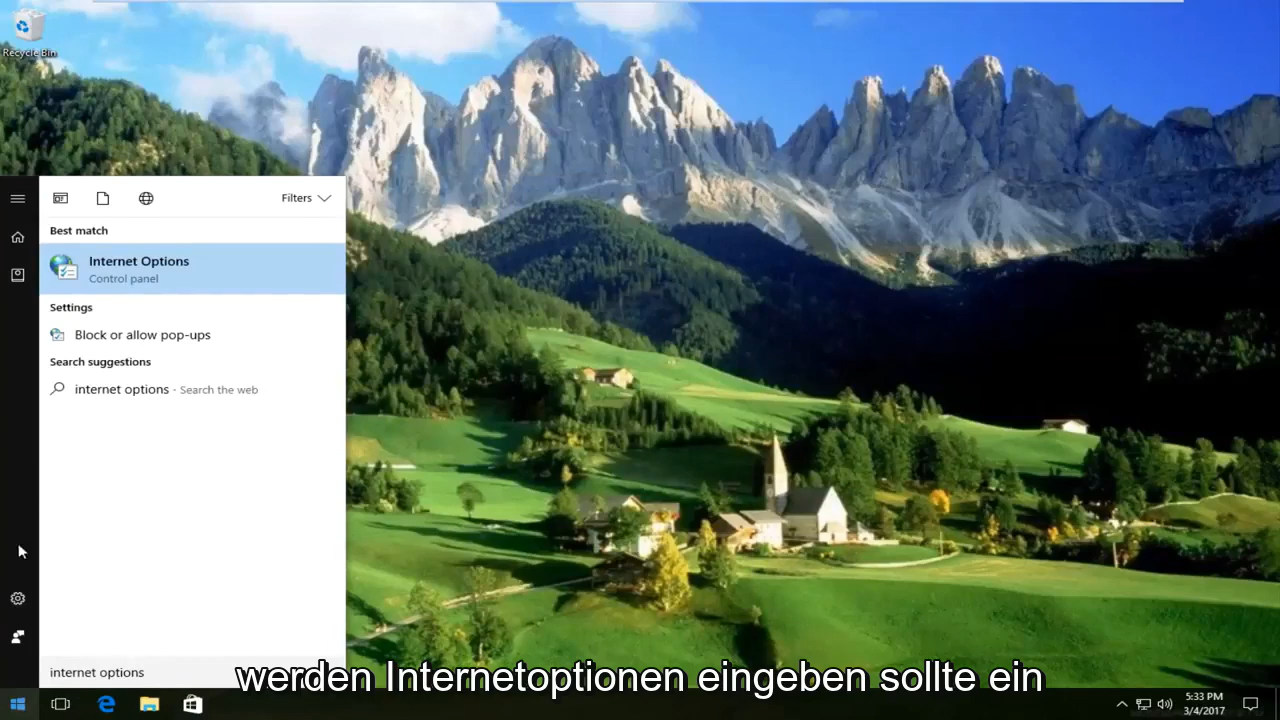 Recycle Bin
Filters
Best match
Internet Options
Control panel
Settings
Block or allow pop-ups
Search suggestions
internet options - Search the web
internet options
werden Internetoptionen eingeben sollte ein
5:33 PM
3/4/2017